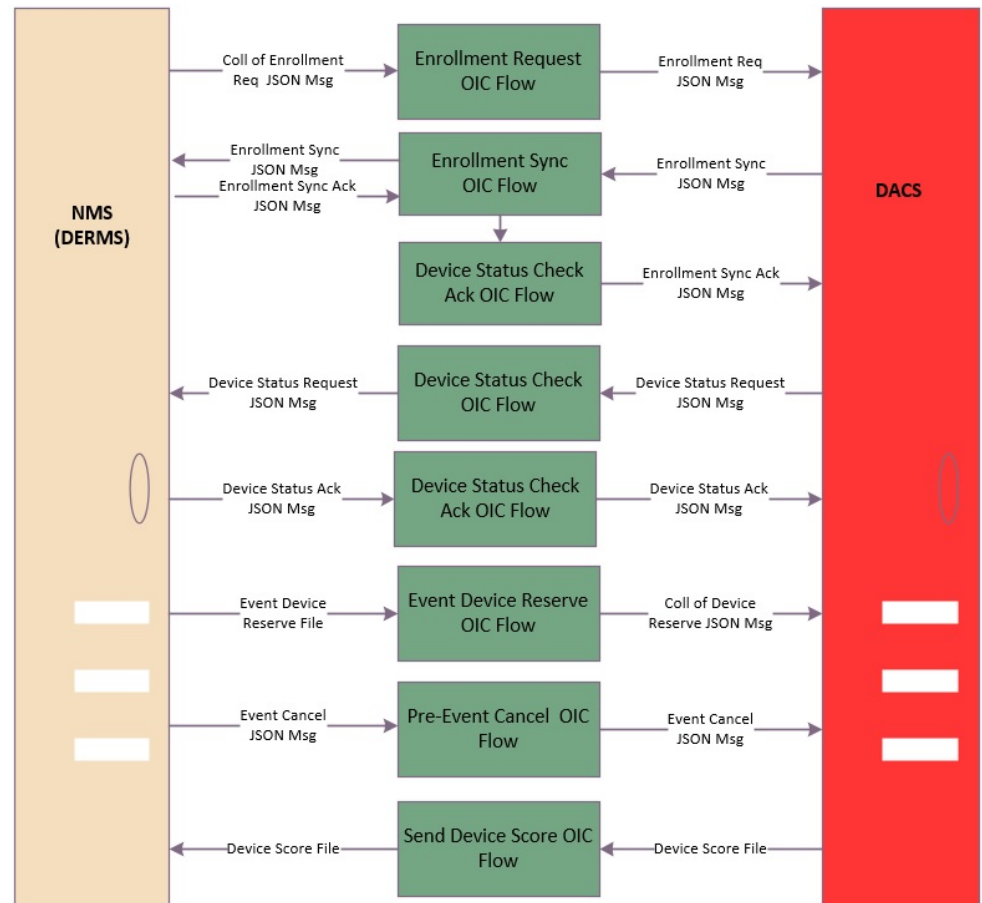 Coll of Enrollment
Req JSON Msg
Enrollment Request
OIC Flow
Enrollment Req
JSON Msg
Enrollment Sync
JSON Msg
Enrollment Sync Ack
JSON Msg
Enrollment Sync
OIC Flow
Enrollment Sync
JSON Msg
NMS
(DERMS)
DACS
Device Status Check
Ack OIC Flow
Enrollment Sync Ack
JSON Msg
Device Status Request
JSON Msg
Device Status Check
OIC Flow
Device Status Request
JSON Msg
Device Status Ack
JSON Msg
Device Status Check
Ack OIC Flow
Device Status Ack
JSON Msg
Event Device
Reserve File
Event Device Reserve
OIC Flow
Coll of Device
Reserve JSON Msg
Event Cancel
JSON Msg
Pre-Event Cancel OIC
Flow
Event Cancel
JSON Msg
Device Score File
Send Device Score OIC
Flow
Device Score File